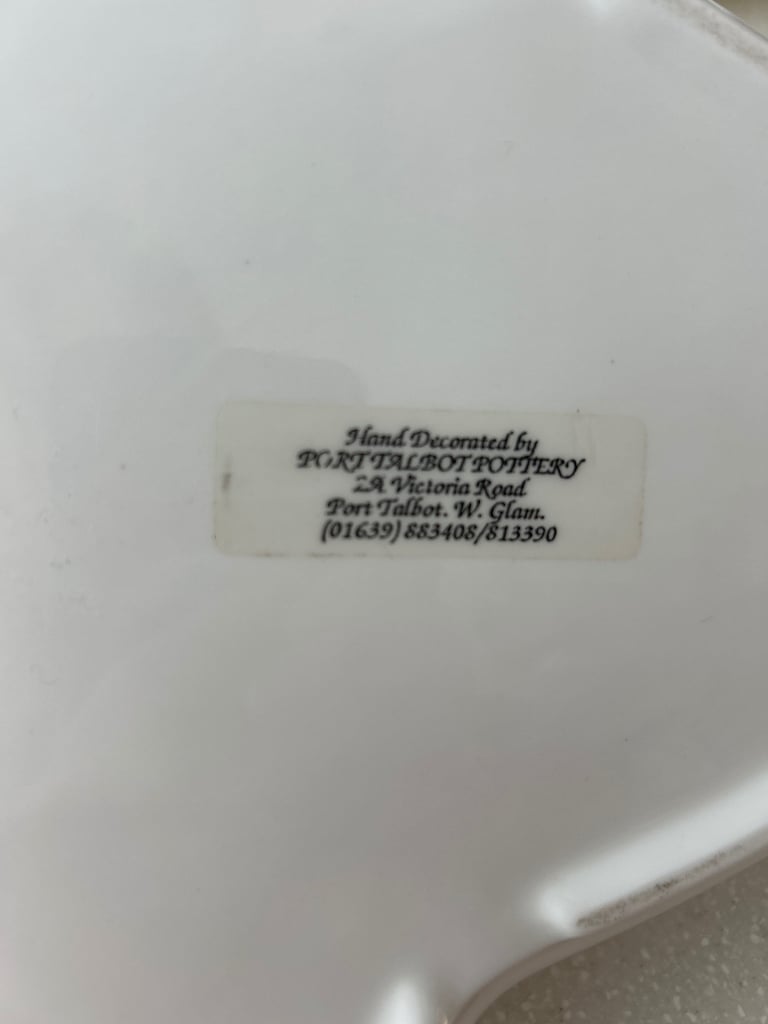 Hand Decorated by
PORT TALBOT POTTERY
2A Victoria Road
Port Talbot. W. Glam.
(01639) 883408/813390